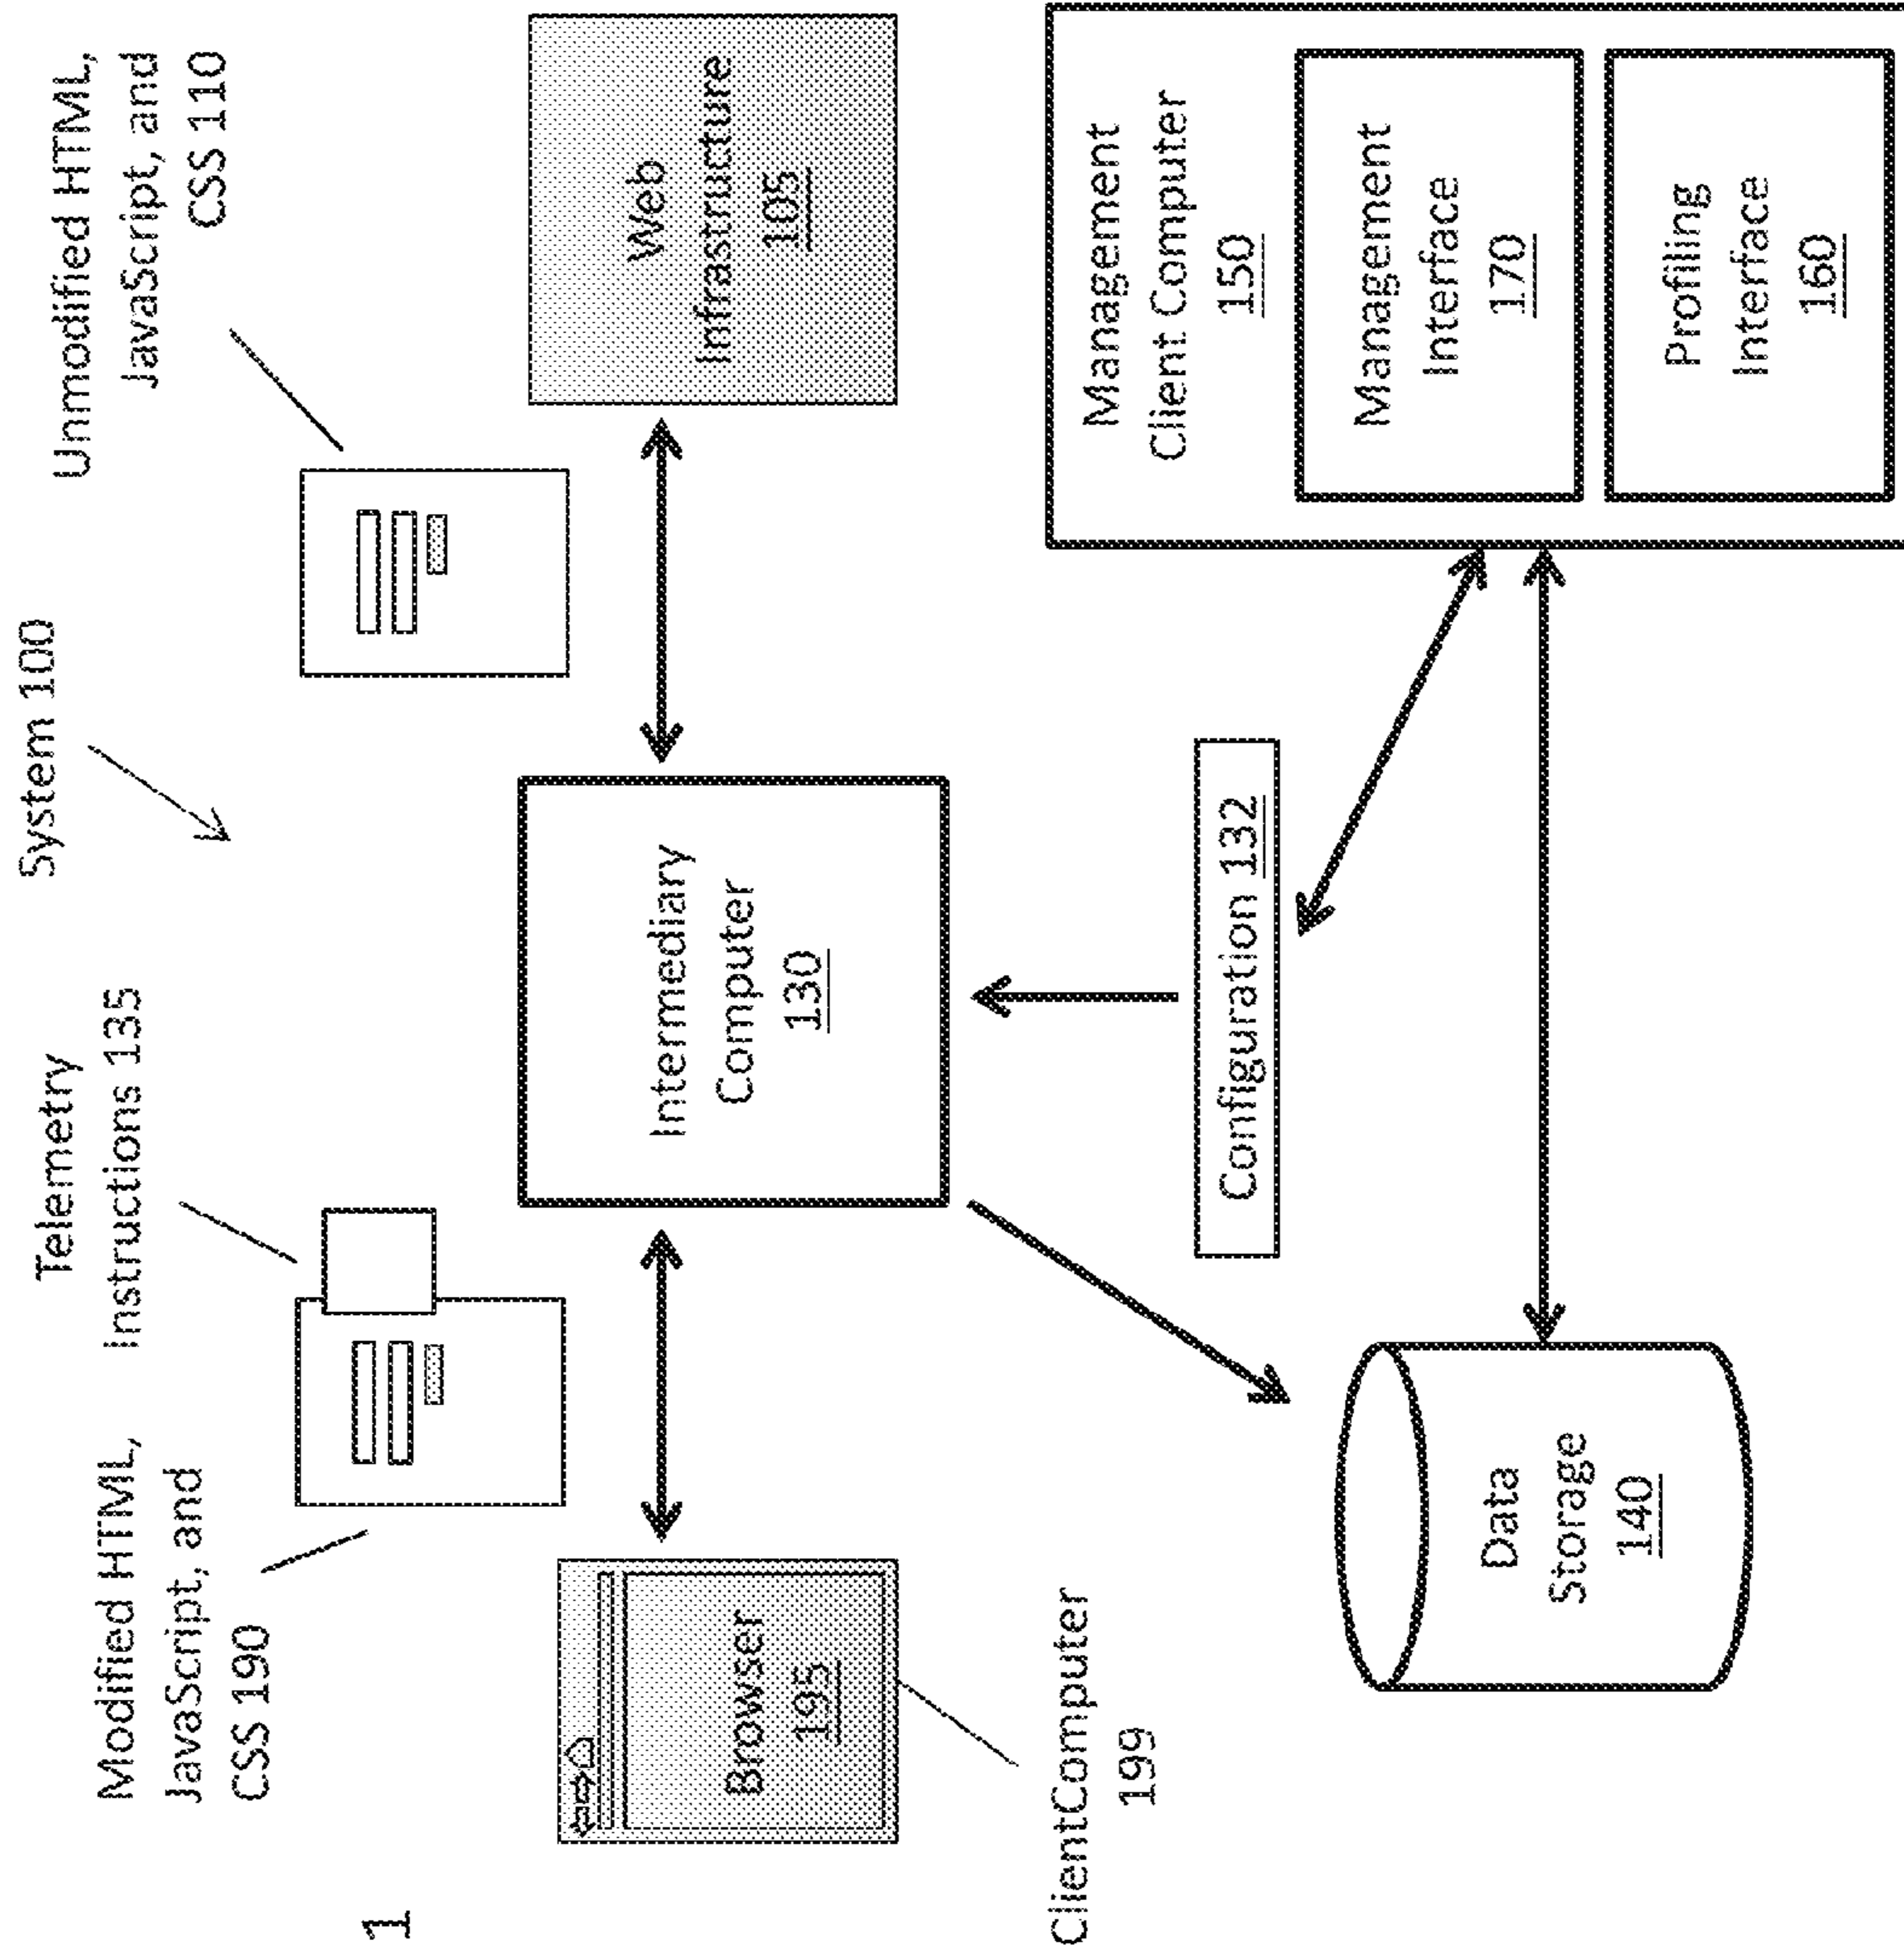 System 100
Modified HTML,
JavaScript, and
CSS 190
Telemetry
Instructions 135
Unmodified HTML,
JavaScript, and
CSS 110
1
Browser
195
Intermediary
Computer
130
Web
Infrastructure
105
ClientComputer
199
Configuration 132
Management
Client Computer
150
Management
Interface
170
Profiling
Interface
160
Data
Storage
140